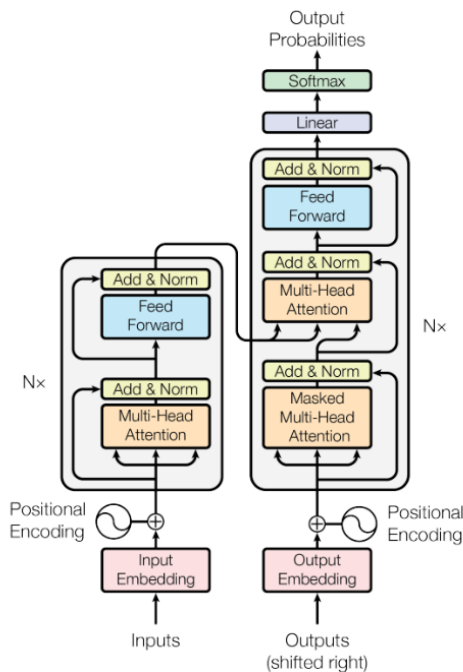 Output
Probabilities
Softmax
Linear
Add & Norm
Feed
Forward
Add & Norm
Multi-Head
Attention
Nx
Add & Norm
Masked
Multi-Head
Attention
Add & Norm
Feed
Forward
Nx
Add & Norm
Multi-Head
Attention
Positional
Encoding
Positional
Encoding
Input
Embedding
Output
Embedding
Inputs
Outputs
(shifted right)